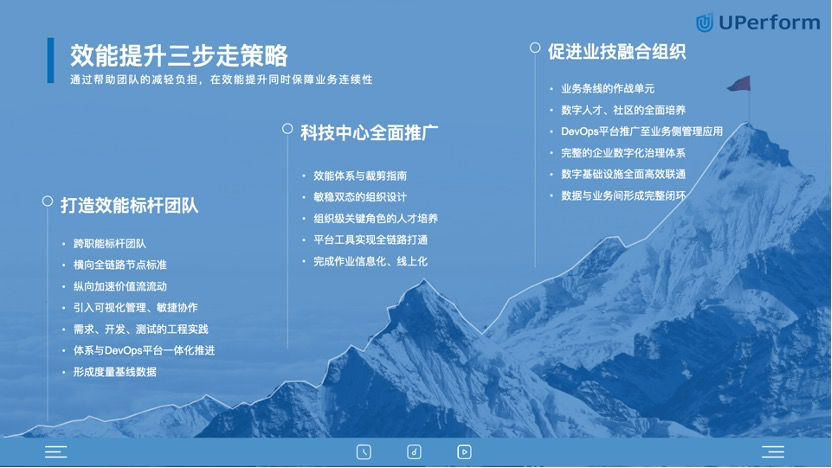 UPerform
效能提升三步走策略
通过帮助团队的减轻负担，在效能提升同时保障业务连续性
打造效能标杆团队
• 跨职能标杆团队
• 横向全链路节点标准
• 纵向加速价值流流动
• 引入可视化管理、敏捷协作
• 需求、开发、测试的工程实践
• 体系与DevOps平台一体化推进
• 形成度量基线数据
科技中心全面推广
• 效能体系与裁剪指南
• 敏稳双态的组织设计
• 组织级关键角色的人才培养
• 平台工具实现全链路打通
• 完成作业信息化、线上化
促进业技融合组织
• 业务条线的作战单元
• 数字人才、社区的全面培养
• DevOps平台推广至业务侧管理应用
• 完整的企业数字化治理体系
• 数字基础设施全面高效联通
• 数据与业务间形成完整闭环